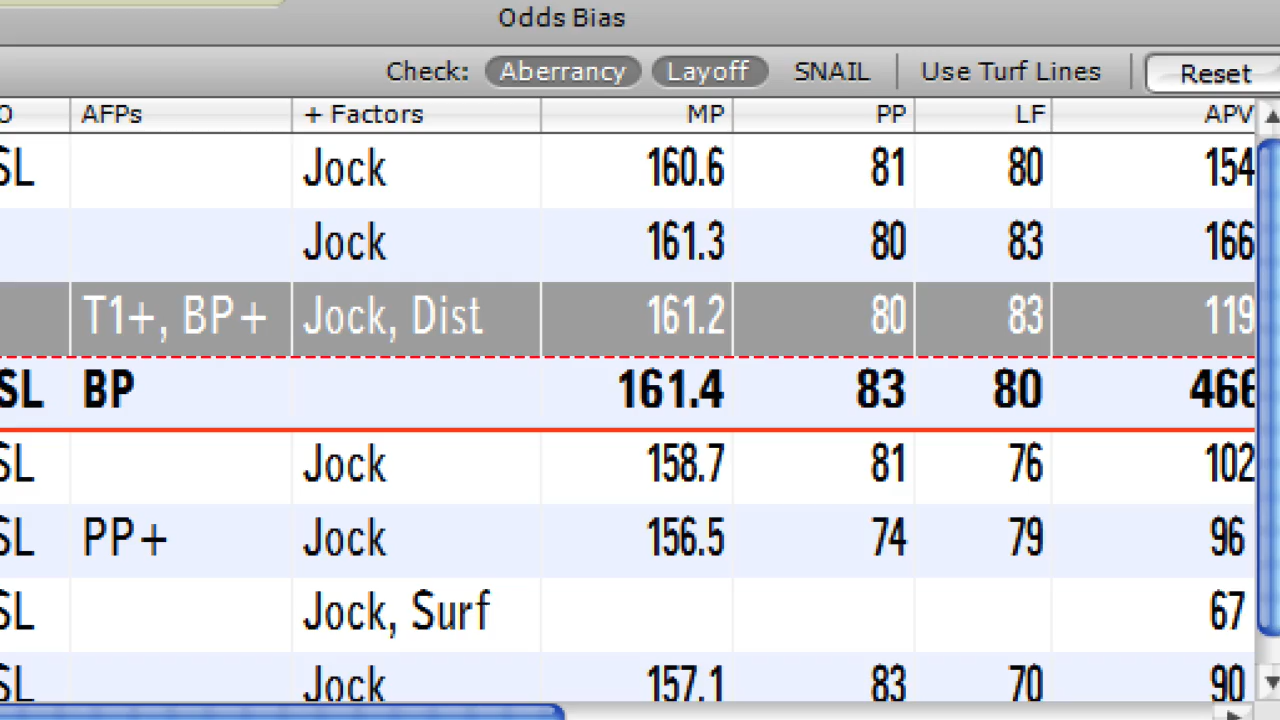 Odds Bias
Check: Aberrancy Layoff SNAIL Use Turf Lines Reset
O AFPs + Factors MP PP LF APV
SL Jock 160.6 81 80 154
Jock 161.3 80 83 166
T1+, BP+ Jock, Dist 161.2 80 83 119
SL BP 161.4 83 80 466
SL Jock 158.7 81 76 102
SL PP+ Jock 156.5 74 79 96
SL Jock, Surf 67
SL Jock 157.1 83 70 90